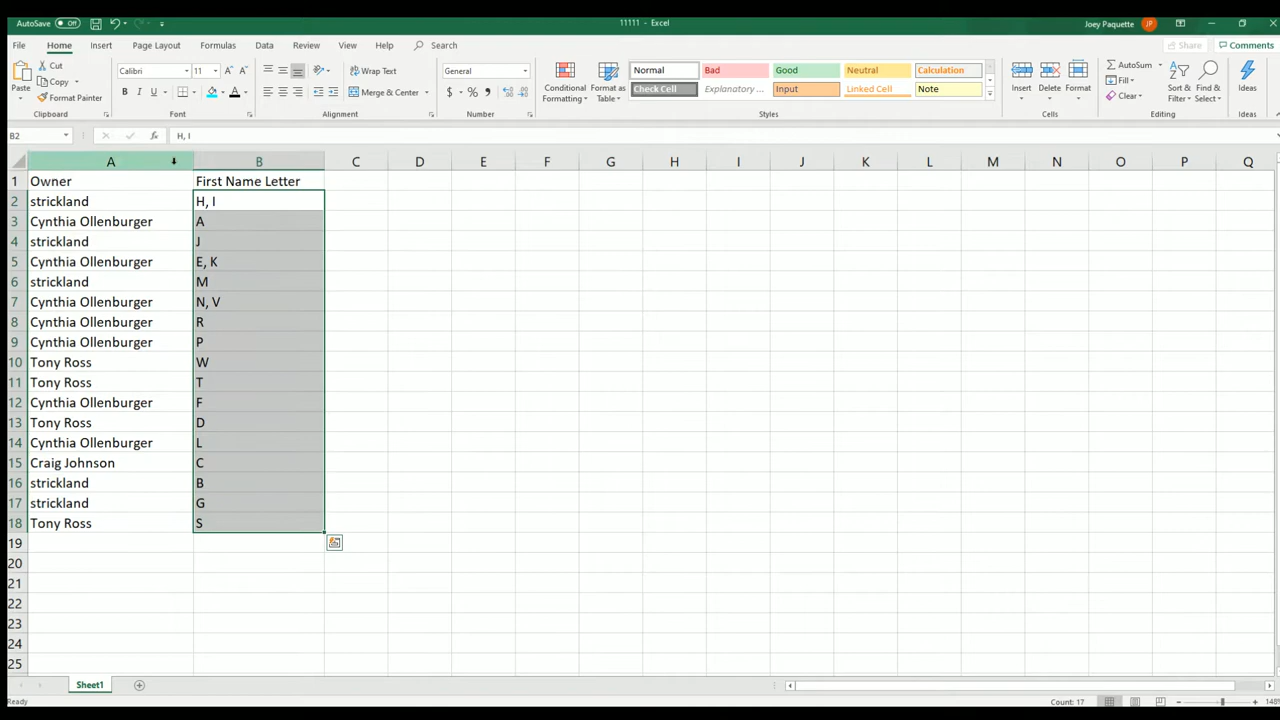 AutoSave Off 11111 - Excel Joey Paquette JP
File Home Insert Page Layout Formulas Data Review View Help Search Share Comments
Cut Calibri 11 Wrap Text General Normal Bad Good Neutral Calculation AutoSum
Copy Fill
Paste Format Painter B I U Merge & Center $ % Conditional Formatting Format as Table Check Cell Explanatory... Input Linked Cell Note Insert Delete Format Clear Sort & Filter Find & Select Ideas
Clipboard Font Alignment Number Styles Cells Editing Ideas
B2 fx H, I
A B C D E F G H I J K L M N O P Q
1 Owner First Name Letter
2 strickland H, I
3 Cynthia Ollenburger A
4 strickland J
5 Cynthia Ollenburger E, K
6 strickland M
7 Cynthia Ollenburger N, V
8 Cynthia Ollenburger R
9 Cynthia Ollenburger P
10 Tony Ross W
11 Tony Ross T
12 Cynthia Ollenburger F
13 Tony Ross D
14 Cynthia Ollenburger L
15 Craig Johnson C
16 strickland B
17 strickland G
18 Tony Ross S
19
20
21
22
23
24
25
Sheet1
Ready Count: 17 148%